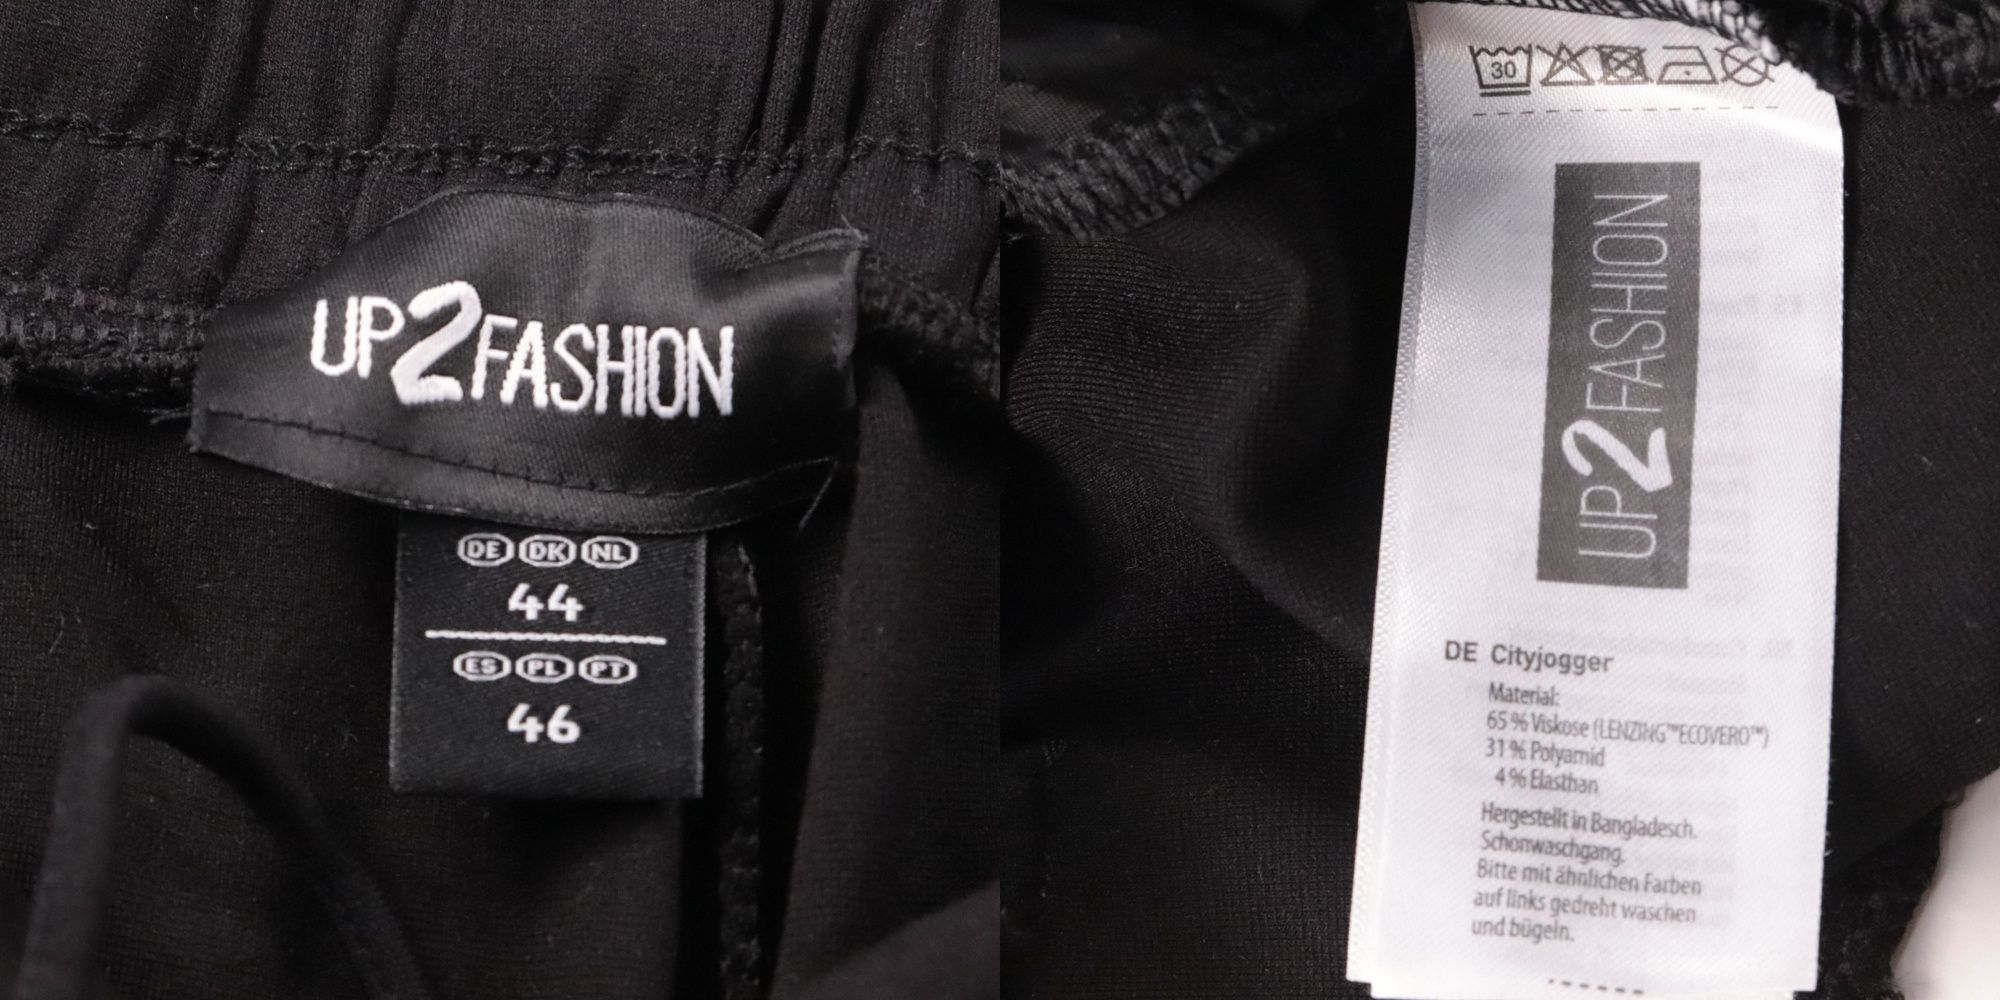 UP2FASHION
DE DK NL
44
ES PL PT
46
30
UP2FASHION
DE Cityjogger
Material:
65 % Viskose (LENZING™ECOVERO™)
31 % Polyamid
4 % Elasthan
Hergestellt in Bangladesch.
Schonwaschgang.
Bitte mit ähnlichen Farben
auf links gedreht waschen
und bügeln.